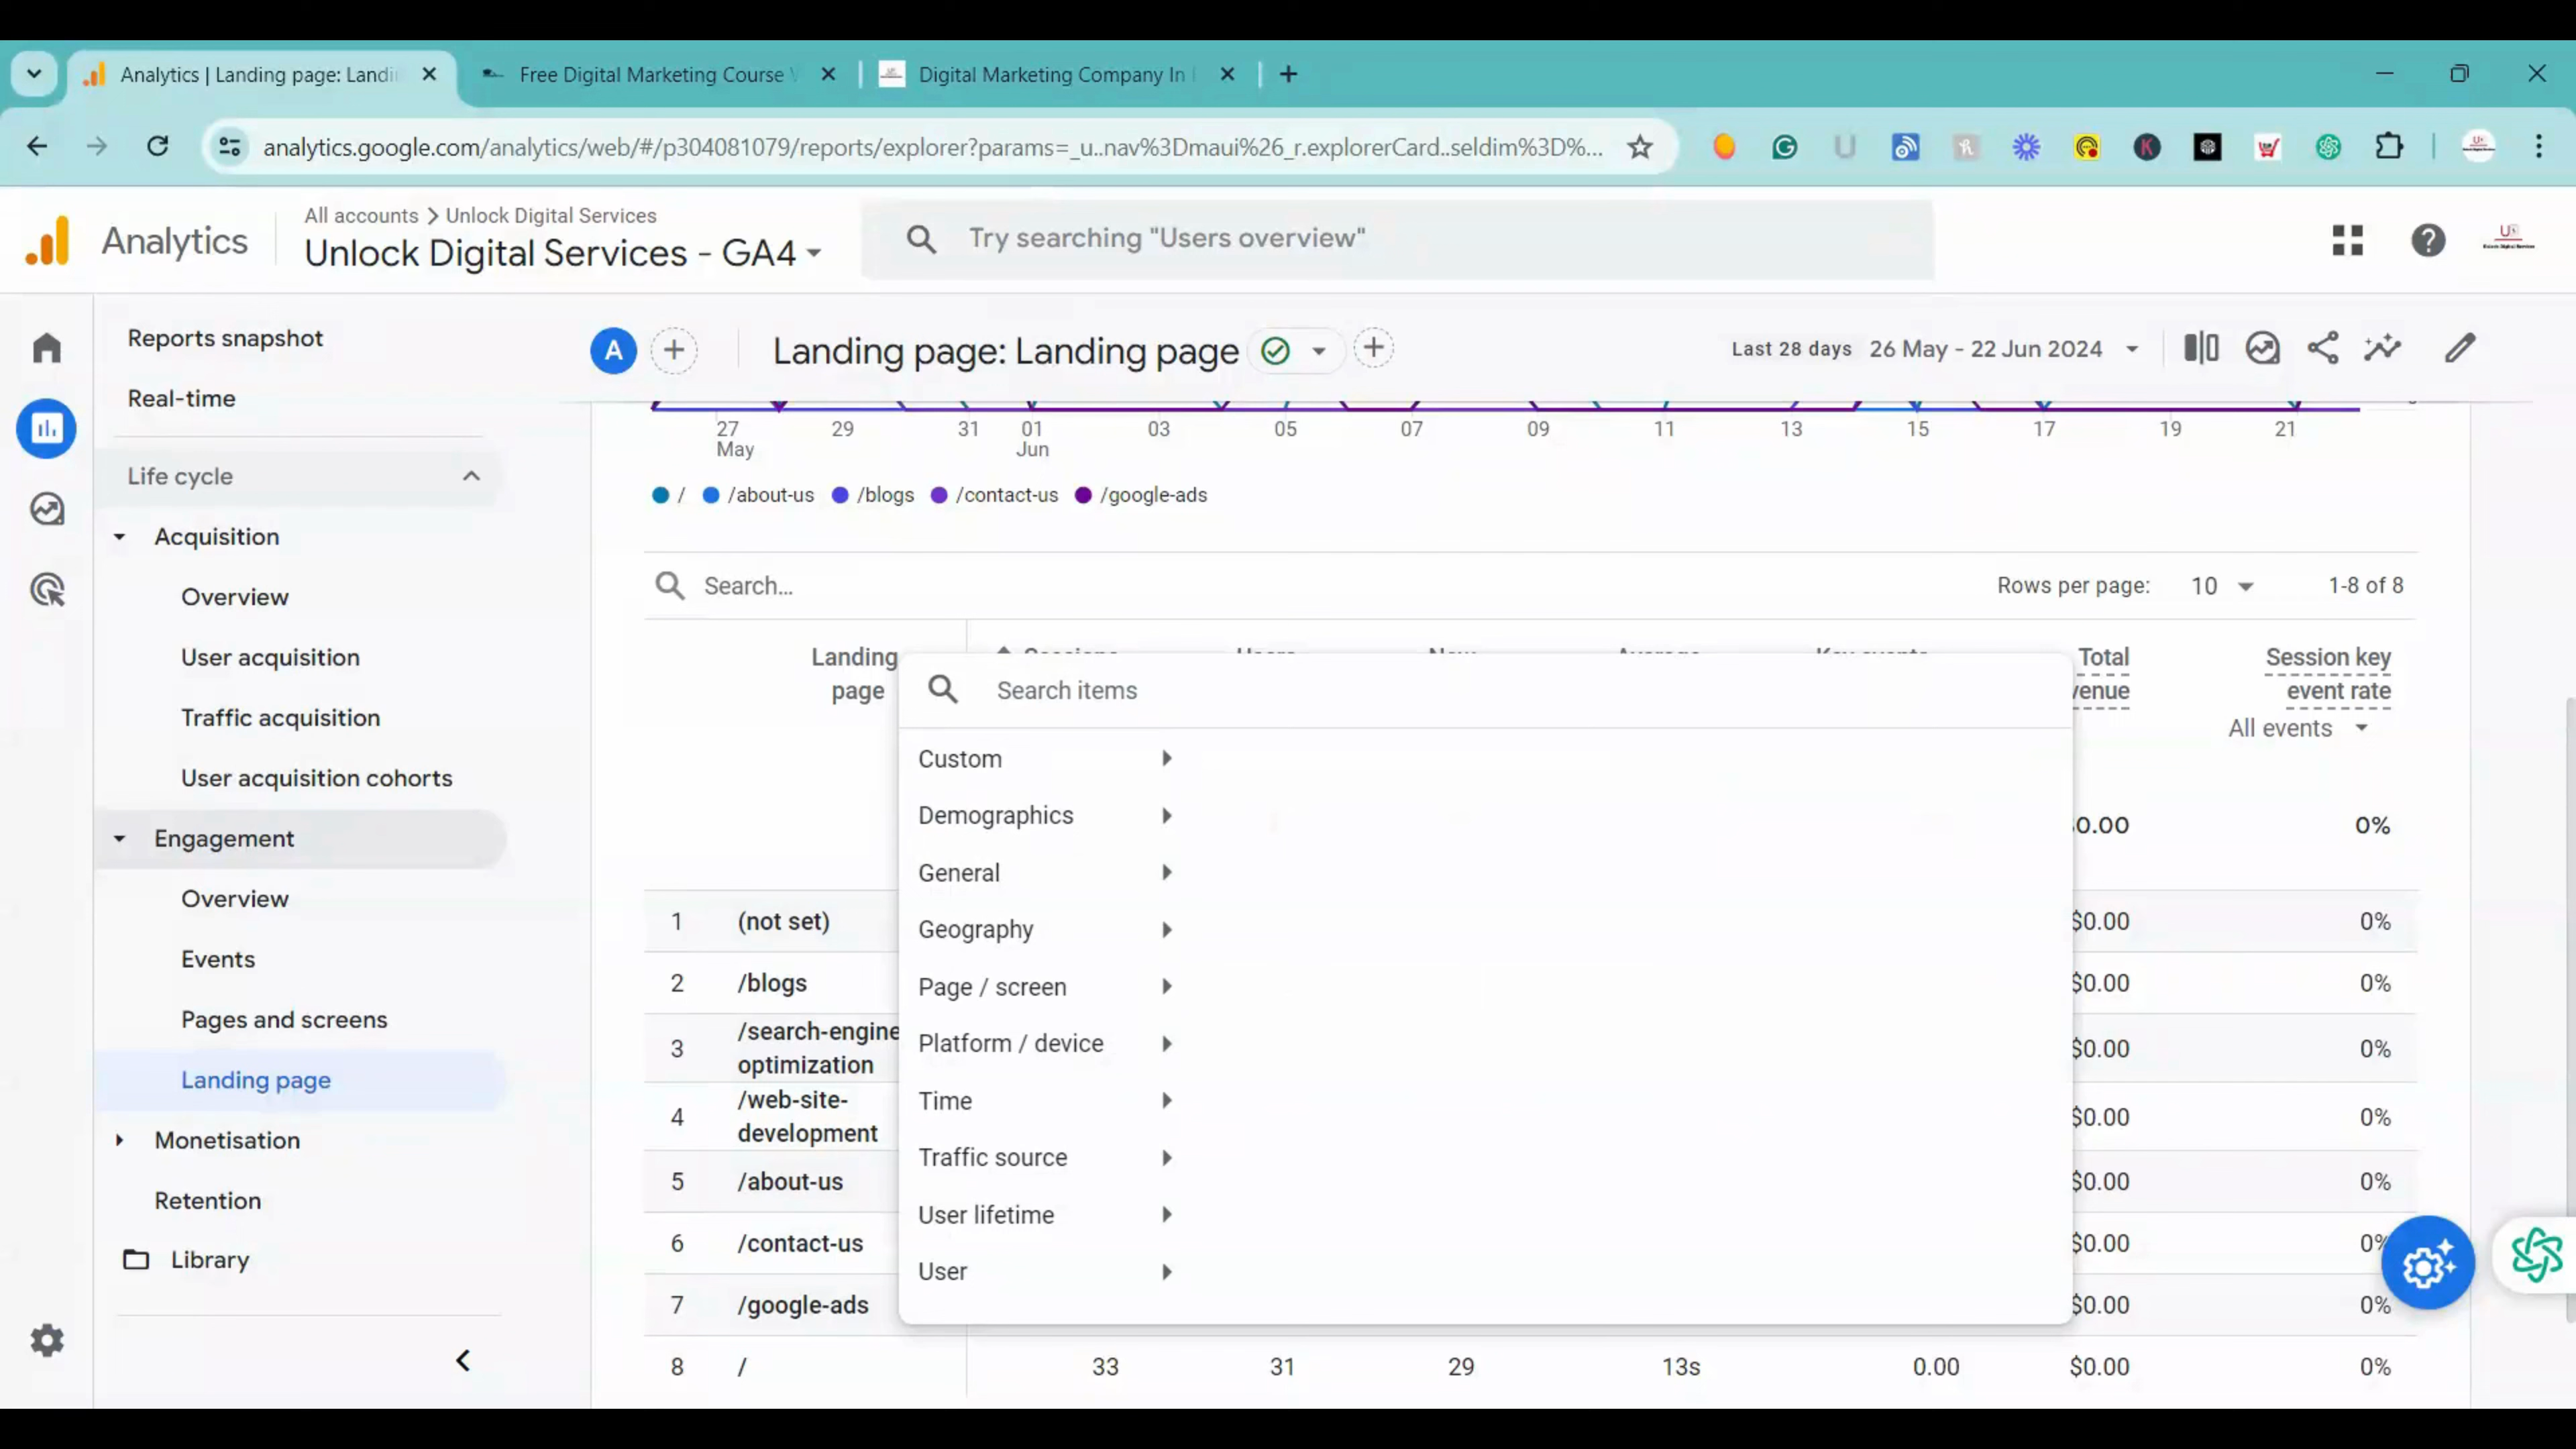 Analytics | Landing page: Landi
Free Digital Marketing Course
Digital Marketing Company In
analytics.google.com/analytics/web/#/p304081079/reports/explorer?params=_u..nav%3Dmaui%26_r.explorerCard..seldim%3D%...
Analytics
All accounts > Unlock Digital Services
Unlock Digital Services - GA4
Try searching "Users overview"
Reports snapshot
Real-time
Life cycle
Acquisition
Overview
User acquisition
Traffic acquisition
User acquisition cohorts
Engagement
Overview
Events
Pages and screens
Landing page
Monetisation
Retention
Library
A
Landing page: Landing page
Last 28 days 26 May - 22 Jun 2024
27 29 31 01 03 05 07 09 11 13 15 17 19 21
May Jun
/ /about-us /blogs /contact-us /google-ads
Search...
Rows per page: 10 1-8 of 8
Landing
page
Total
venue
Session key
event rate
All events
Search items
Custom
Demographics
General
Geography
Page / screen
Platform / device
Time
Traffic source
User lifetime
User
0.00 0%
1 (not set) $0.00 0%
2 /blogs $0.00 0%
3 /search-engine
optimization $0.00 0%
4 /web-site-
development $0.00 0%
5 /about-us $0.00 0%
6 /contact-us $0.00 0%
7 /google-ads $0.00 0%
8 / 33 31 29 13s 0.00 $0.00 0%